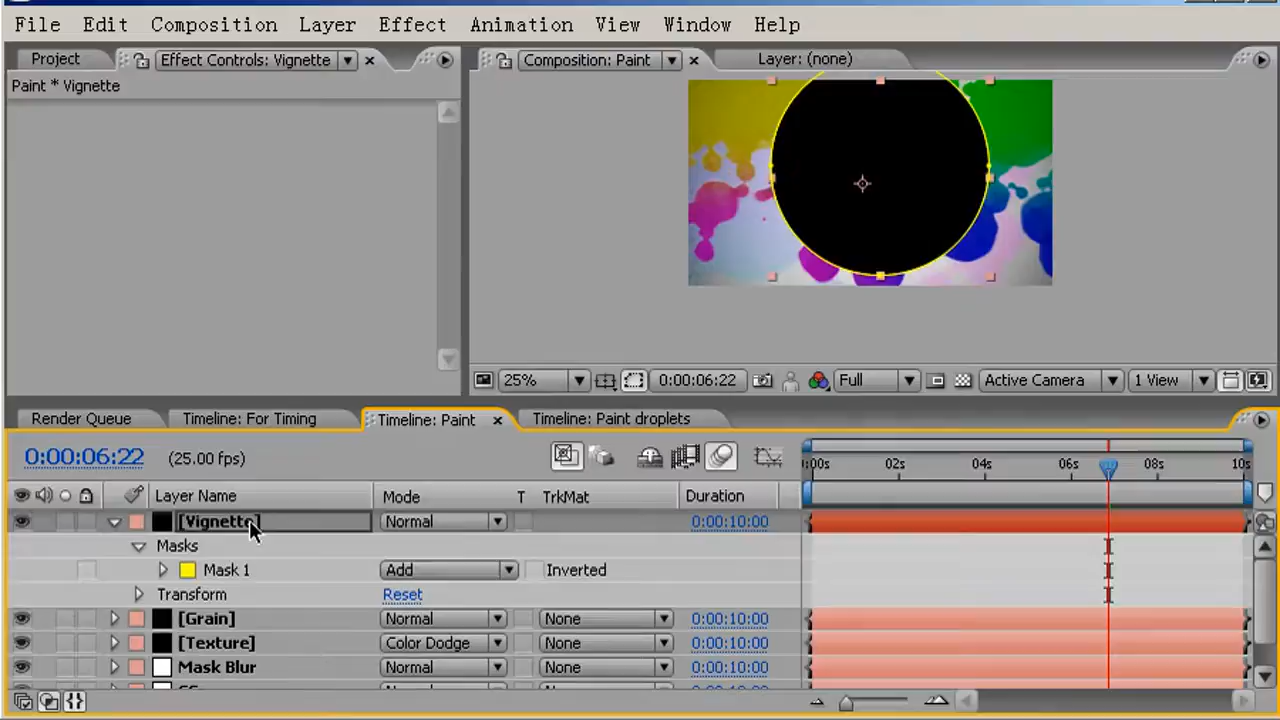 File Edit Composition Layer Effect Animation View Window Help
Project Effect Controls: Vignette Composition: Paint Layer: (none)
Paint * Vignette
25% 0:00:06:22 Full Active Camera 1 View
Render Queue Timeline: For Timing Timeline: Paint Timeline: Paint droplets
0:00:06:22 (25.00 fps) :00s 02s 04s 06s 08s 10s
Layer Name Mode T TrkMat Duration
[Vignette] Normal 0:00:10:00
Masks
Mask 1 Add Inverted
Transform Reset
[Grain] Normal None 0:00:10:00
[Texture] Color Dodge None 0:00:10:00
Mask Blur Normal None 0:00:10:00